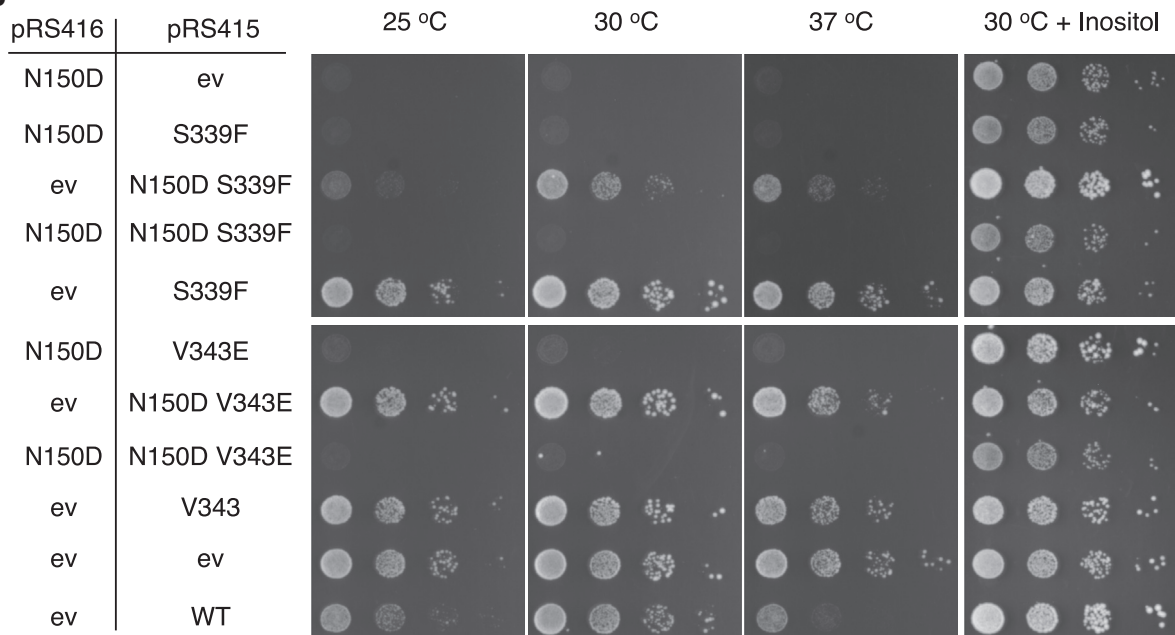 25 °C 30 °C 37 °C 30 °C + Inositol
pRS416 pRS415
N150D ev
N150D S339F
ev N150D S339F
N150D N150D S339F
ev S339F
N150D V343E
ev N150D V343E
N150D N150D V343E
ev V343
ev ev
ev WT